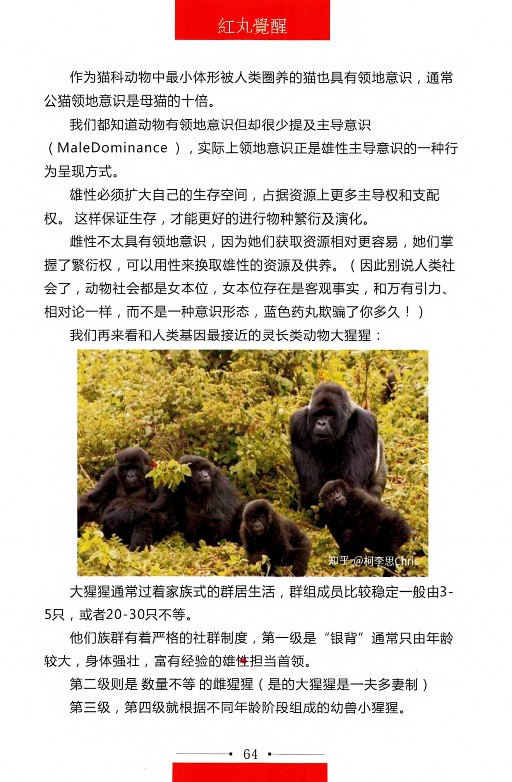 紅丸覺醒
作为猫科动物中最小体形被人类圈养的猫也具有领地意识，通常
公猫领地意识是母猫的十倍。
我们都知道动物有领地意识但却很少提及主导意识
（MaleDominance ），实际上领地意识正是雄性主导意识的一种行
为呈现方式。
雄性必须扩大自己的生存空间，占据资源上更多主导权和支配
权。 这样保证生存，才能更好的进行物种繁衍及演化。
雌性不太具有领地意识，因为她们获取资源相对更容易，她们掌
握了繁衍权，可以用性来换取雄性的资源及供养。（ 因此别说人类社
会了，动物社会都是女本位，女本位存在是客观事实，和万有引力、
相对论一样，而不是一种意识形态，蓝色药丸欺骗了你多久！）
我们再来看和人类基因最接近的灵长类动物大猩猩：
知乎 @柯李思Chris
大猩猩通常过着家族式的群居生活，群组成员比较稳定一般由3-
5只，或者20-30只不等。
他们族群有着严格的社群制度，第一级是“银背”通常只由年龄
较大，身体强壮，富有经验的雄性担当首领。
第二级则是 数量不等 的雌猩猩（ 是的大猩猩是一夫多妻制 ）
第三级，第四级就根据不同年龄阶段组成的幼兽小猩猩。
64